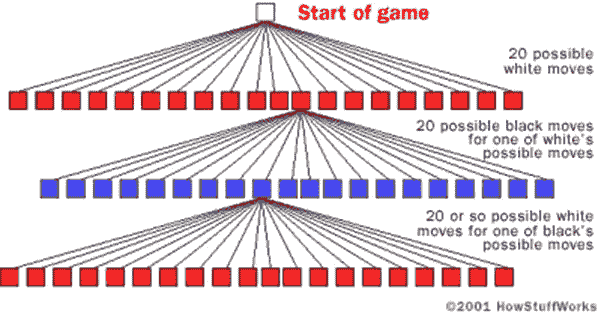 Start of game
20 possible
white moves
20 possible black moves
for one of white's
possible moves
20 or so possible white
moves for one of black's
possible moves
©2001 HowStuffWorks